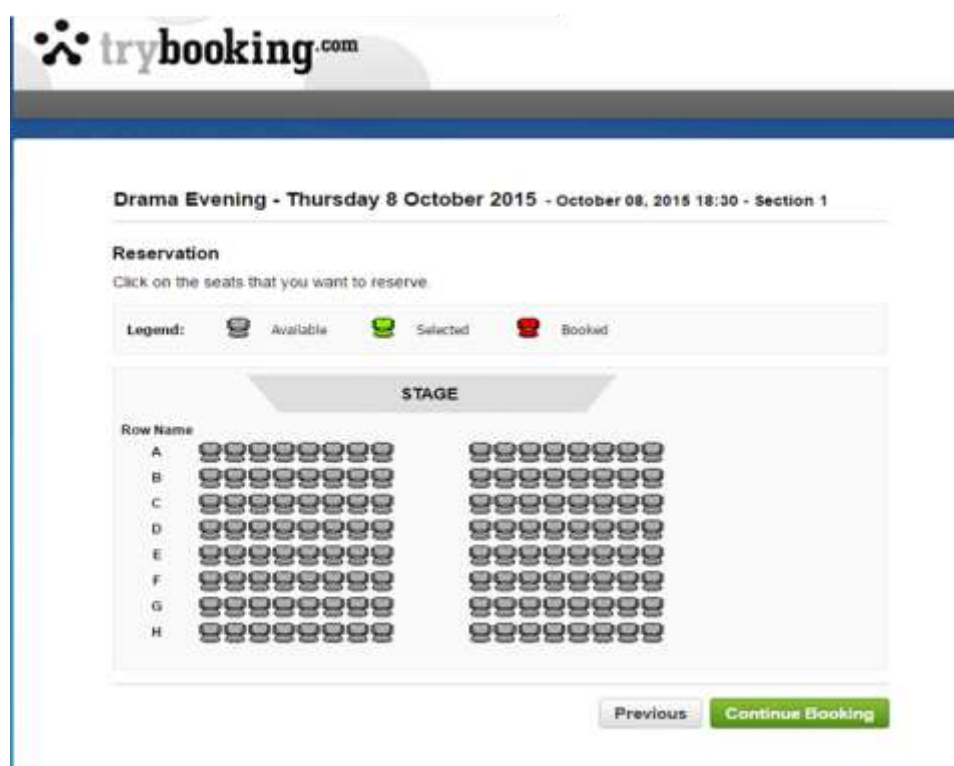 trybooking.com
Drama Evening - Thursday 8 October 2015 - October 08, 2015 18:30 - Section 1
Reservation
Click on the seats that you want to reserve.
Legend: Available Selected Booked
STAGE
Row Name
A
B
C
D
E
F
G
H
Previous Continue Booking